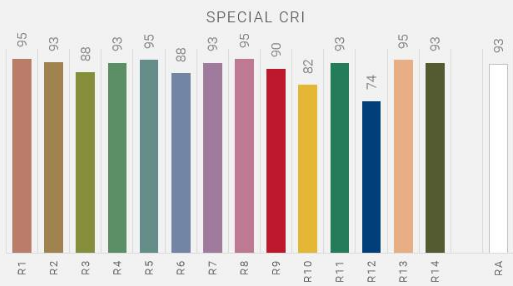 SPECIAL CRI
95 93 88 93 95 88 93 95 90 82 93 74 95 93 93
R1 R2 R3 R4 R5 R6 R7 R8 R9 R10 R11 R12 R13 R14 RA